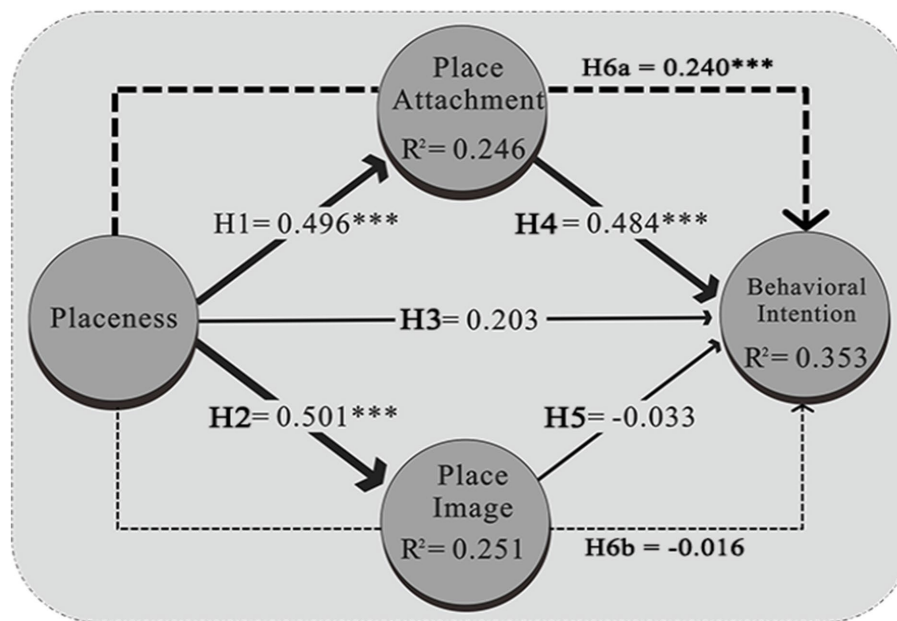 Place
Attachment
R²= 0.246
H6a = 0.240***
H1= 0.496***
H4= 0.484***
Placeness
H3= 0.203
Behavioral
Intention
R²= 0.353
H2= 0.501***
H5= -0.033
Place
Image
R²= 0.251
H6b = -0.016